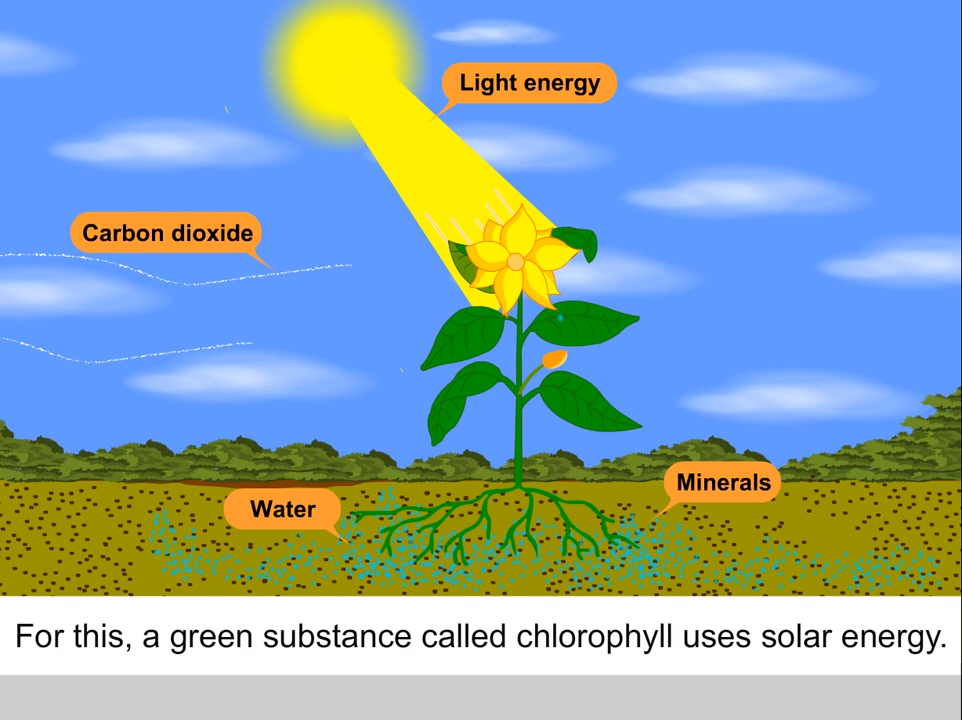 Light energy
Carbon dioxide
Minerals
Water
For this, a green substance called chlorophyll uses solar energy.